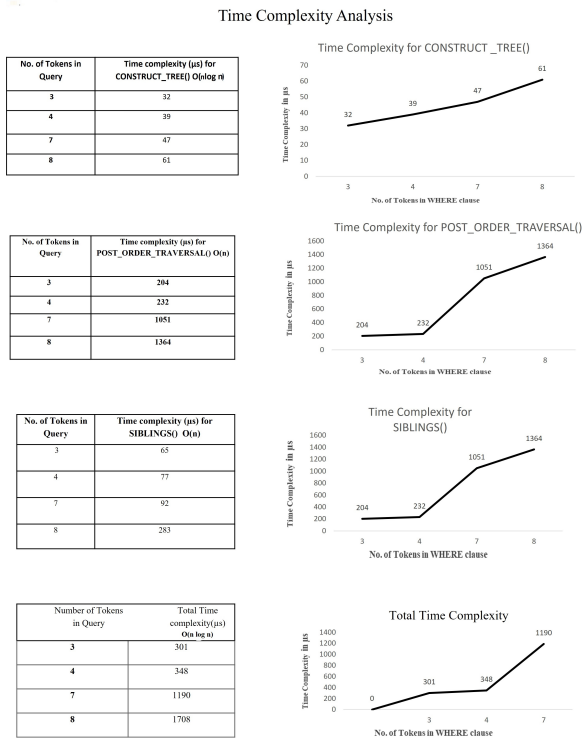 Time Complexity Analysis
No. of Tokens in Query | Time complexity (µs) for CONSTRUCT_TREE() O(nlog n)
3 | 32
4 | 39
7 | 47
8 | 61
Time Complexity for CONSTRUCT _TREE()
Time Complexity in µs
70
60
50
40
30
20
10
0
32
39
47
61
3 4 7 8
No. of Tokens in WHERE clause
No. of Tokens in Query | Time complexity (µs) for POST_ORDER_TRAVERSAL() O(n)
3 | 204
4 | 232
7 | 1051
8 | 1364
Time Complexity for POST_ORDER_TRAVERSAL()
Time Complexity in µs
1600
1400
1200
1000
800
600
400
200
0
204
232
1051
1364
3 4 7 8
No. of Tokens in WHERE clause
No. of Tokens in Query | Time complexity (µs) for SIBLINGS() O(n)
3 | 65
4 | 77
7 | 92
8 | 283
Time Complexity for
SIBLINGS()
Time Complexity in µs
1600
1400
1200
1000
800
600
400
200
0
204
232
1051
1364
3 4 7 8
No. of Tokens in WHERE clause
Number of Tokens in Query | Total Time complexity(µs) O(n log n)
3 | 301
4 | 348
7 | 1190
8 | 1708
Total Time Complexity
Time Complexity in µs
1400
1200
1000
800
600
400
200
0
0
301
348
1190
3 4 7
No. of Tokens in WHERE clause